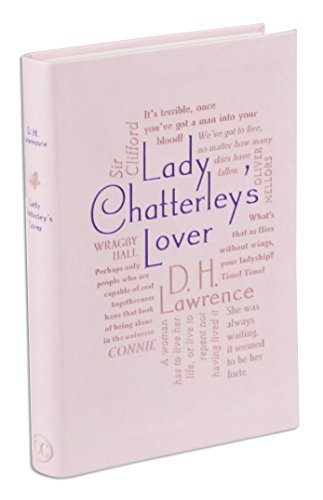 It's terrible, once
you've got a man into your
blood!
We've got to live,
no matter how many
skies have
fallen
Sir
Clifford
OLIVER
MELLORS
Lady
Chatterley's
Lover
WRAGBY
HALL
What's
that as flies
without wings,
your ladyship?
Time! Time!
Perhaps only
people who are
capable of real
togetherness
have that look
of being alone
in the universe
CONNIE
D. H.
Lawrence
A woman
has to live her
life, or live to
repent not
having lived it
She was
always
waiting,
it seemed
to be her
forte
D. H.
Lawrence
Lady
Chatterley's
Lover